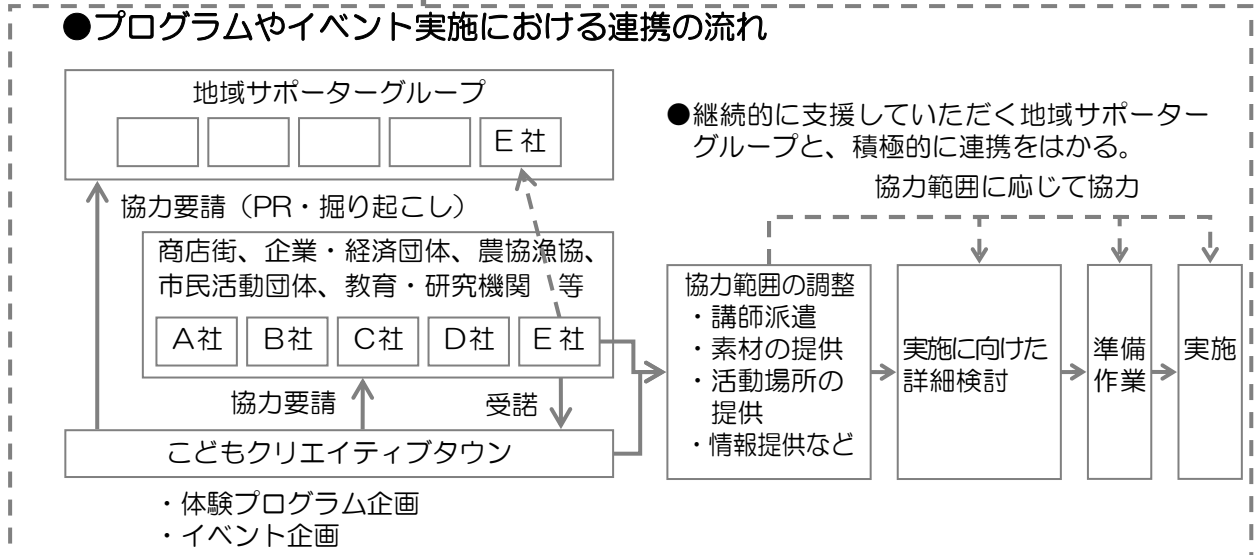 ●プログラムやイベント実施における連携の流れ
地域サポーターグループ
E社
●継続的に支援していただく地域サポーター
グループと、積極的に連携をはかる。
協力範囲に応じて協力
協力要請（PR・掘り起こし）
商店街、企業・経済団体、農協漁協、
市民活動団体、教育・研究機関　等
A社
B社
C社
D社
E社
協力要請
受諾
こどもクリエイティブタウン
・体験プログラム企画
・イベント企画
協力範囲の調整
・講師派遣
・素材の提供
・活動場所の
提供
・情報提供など
実施に向けた
詳細検討
準備
作業
実施